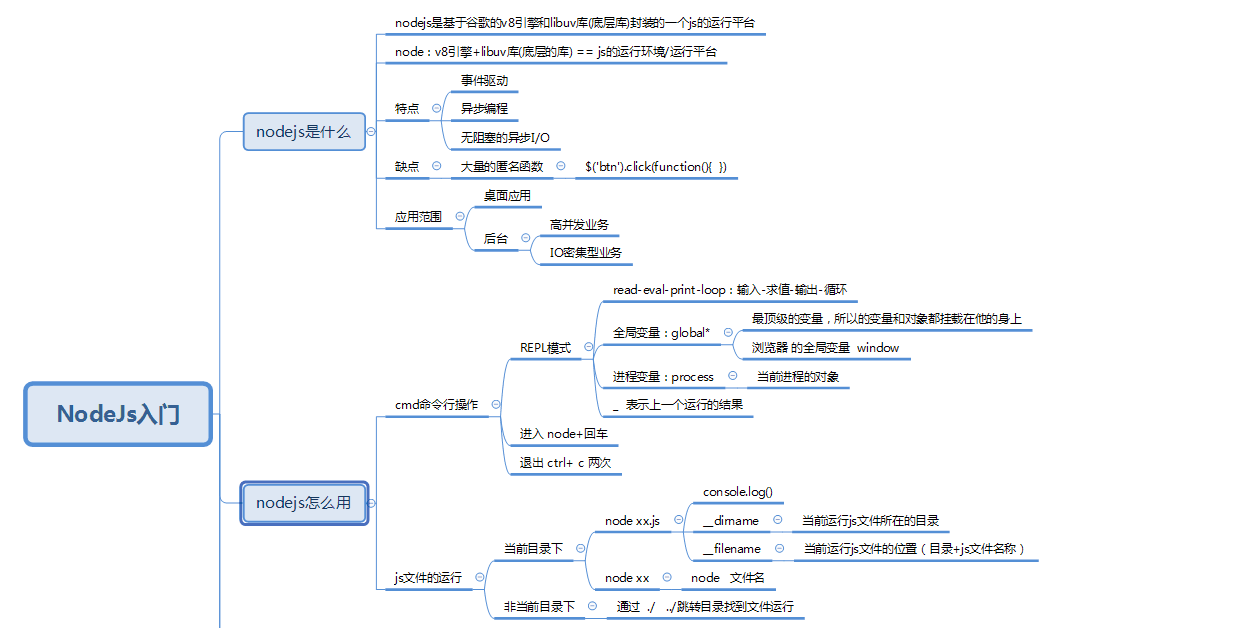 NodeJs入门
nodejs是什么
nodejs是基于谷歌的v8引擎和libuv库(底层库)封装的一个js的运行平台
node：v8引擎+libuv库(底层的库) == js的运行环境/运行平台
特点
事件驱动
异步编程
无阻塞的异步I/O
缺点
大量的匿名函数
$('btn').click(function(){ })
应用范围
桌面应用
后台
高并发业务
IO密集型业务
nodejs怎么用
cmd命令行操作
REPL模式
read-eval-print-loop：输入-求值-输出-循环
全局变量：global*
最顶级的变量，所以的变量和对象都挂载在他的身上
浏览器 的全局变量 window
进程变量：process
当前进程的对象
_ 表示上一个运行的结果
进入 node+回车
退出 ctrl+ c 两次
js文件的运行
当前目录下
node xx.js
console.log()
__dirname
当前运行js文件所在的目录
__filename
当前运行js文件的位置（目录+js文件名称）
node xx
node 文件名
非当前目录下
通过 ./ ../跳转目录找到文件运行